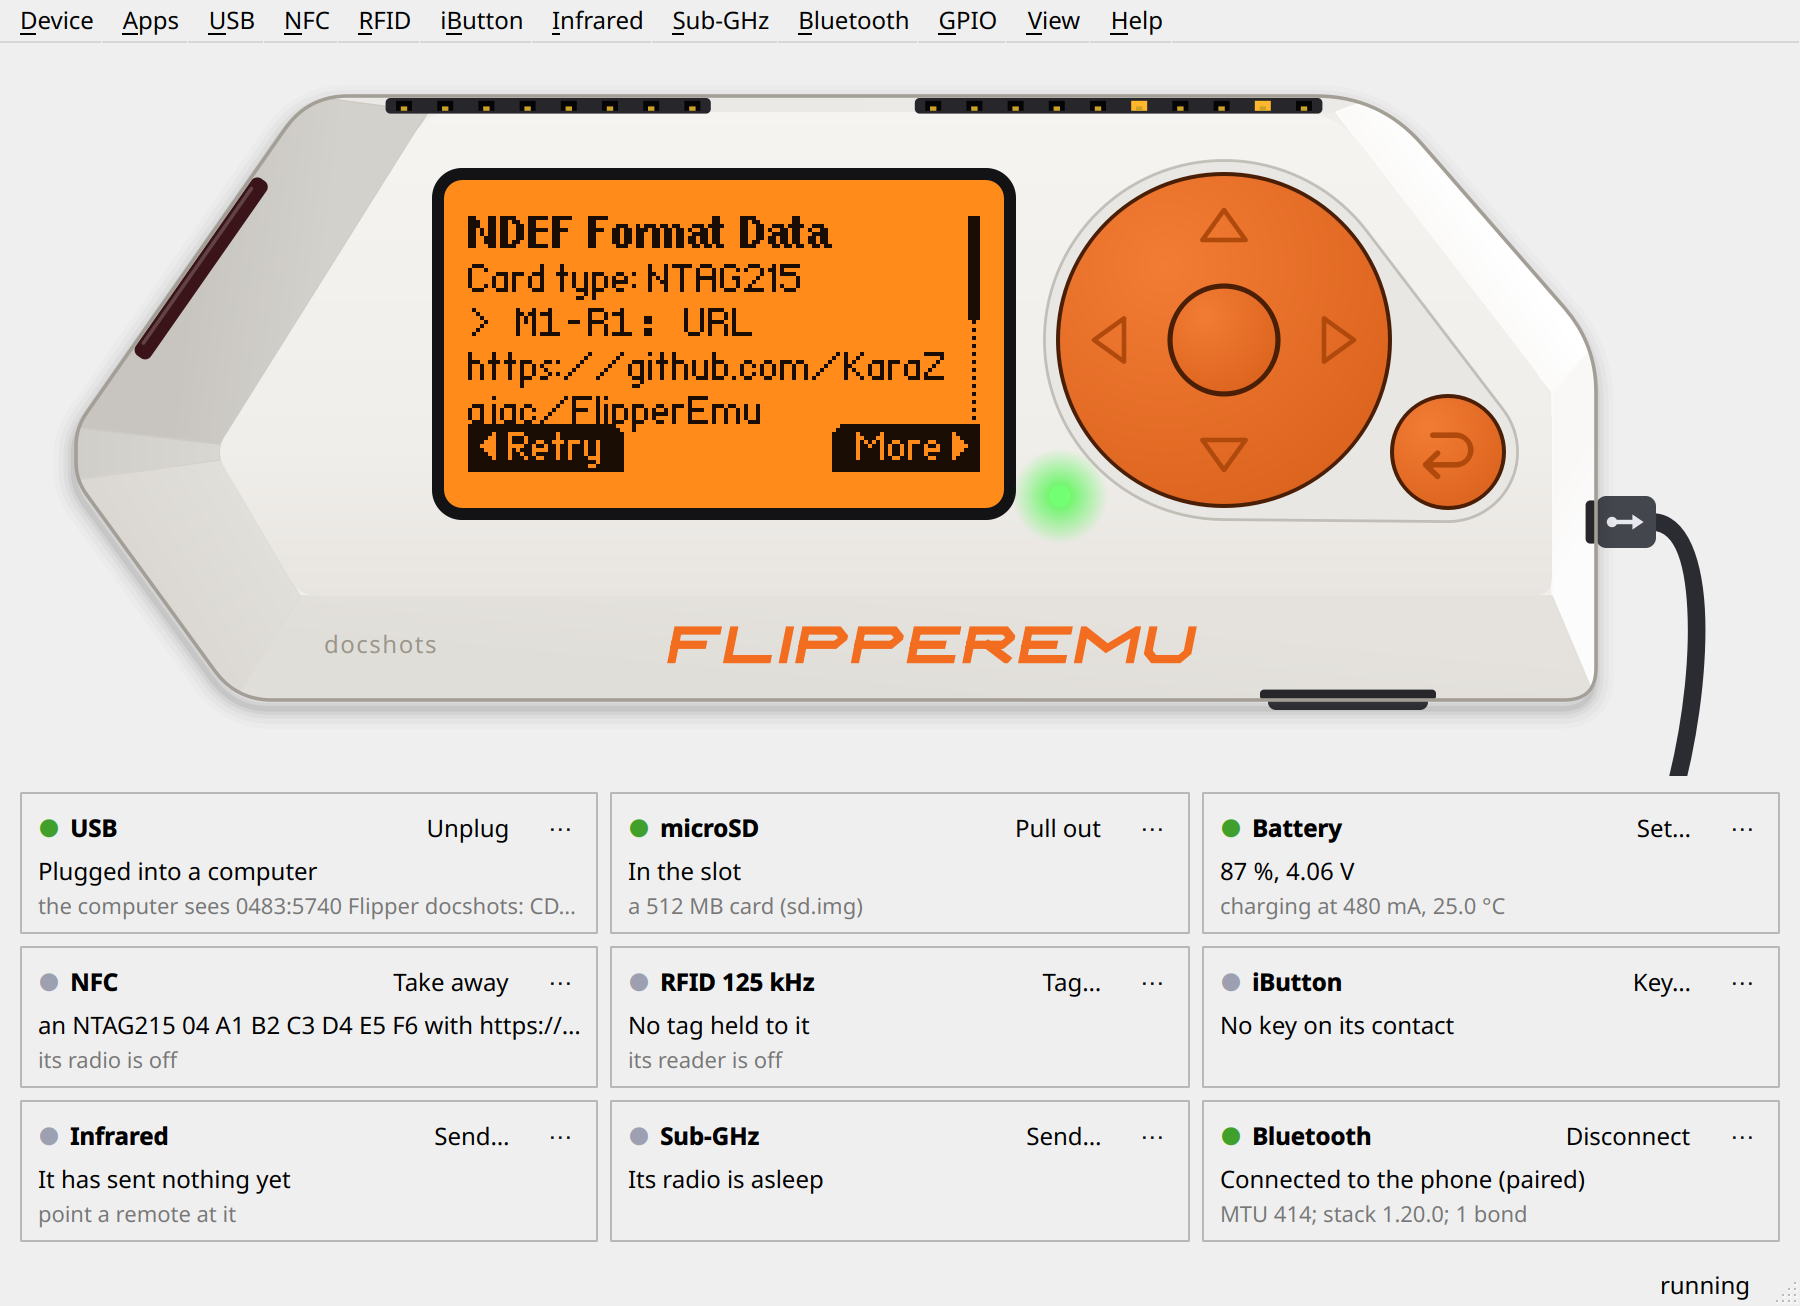 Device Apps USB NFC RFID iButton Infrared Sub-GHz Bluetooth GPIO View Help
NDEF Format Data
Card type: NTAG215
> M1-R1: URL
https://github.com/KaraZ
ajac/FlipperEmu
Retry More
docshots
FLIPPEREMU
USB Unplug ...
Plugged into a computer
the computer sees 0483:5740 Flipper docshots: CD...
microSD Pull out ...
In the slot
a 512 MB card (sd.img)
Battery Set... ...
87 %, 4.06 V
charging at 480 mA, 25.0 °C
NFC Take away ...
an NTAG215 04 A1 B2 C3 D4 E5 F6 with https://...
its radio is off
RFID 125 kHz Tag... ...
No tag held to it
its reader is off
iButton Key... ...
No key on its contact
Infrared Send... ...
It has sent nothing yet
point a remote at it
Sub-GHz Send... ...
Its radio is asleep
Bluetooth Disconnect ...
Connected to the phone (paired)
MTU 414; stack 1.20.0; 1 bond
running